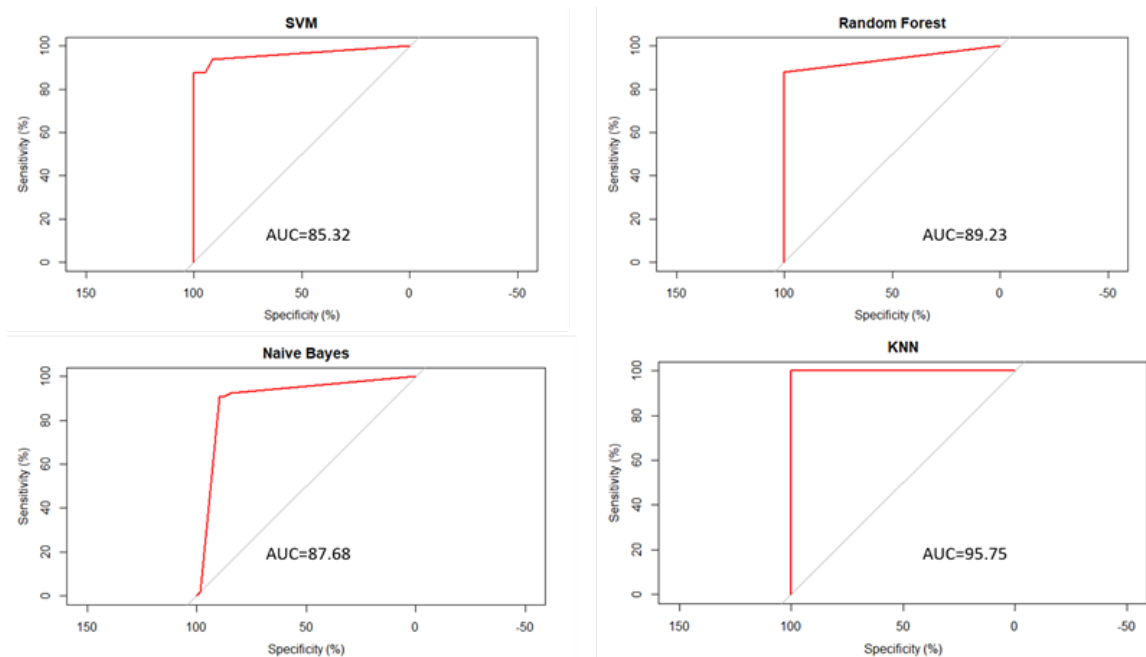 SVM
Sensitivity (%)
100
80
60
40
20
0
AUC=85.32
150 100 50 0 -50
Specificity (%)
Random Forest
Sensitivity (%)
100
80
60
40
20
0
AUC=89.23
150 100 50 0 -50
Specificity (%)
Naive Bayes
Sensitivity (%)
100
80
60
40
20
0
AUC=87.68
150 100 50 0 -50
Specificity (%)
KNN
Sensitivity (%)
100
80
60
40
20
0
AUC=95.75
150 100 50 0 -50
Specificity (%)